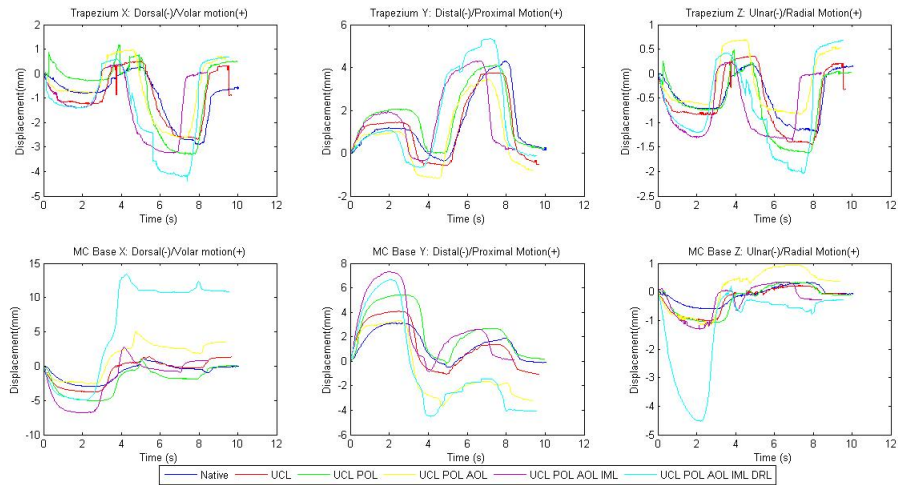 Trapezium X: Dorsal(-)/Volar motion(+)
Displacement(mm)
2
1
0
-1
-2
-3
-4
-5
0 2 4 6 8 10 12
Time (s)
Trapezium Y: Distal(-)/Proximal Motion(+)
Displacement(mm)
6
4
2
0
-2
0 2 4 6 8 10 12
Time (s)
Trapezium Z: Ulnar(-)/Radial Motion(+)
Displacement(mm)
1
0.5
0
-0.5
-1
-1.5
-2
-2.5
0 2 4 6 8 10 12
Time (s)
MC Base X: Dorsal(-)/Volar motion(+)
Displacement(mm)
15
10
5
0
-5
-10
0 2 4 6 8 10 12
Time (s)
MC Base Y: Distal(-)/Proximal Motion(+)
Displacement(mm)
8
6
4
2
0
-2
-4
-6
0 2 4 6 8 10 12
Time (s)
MC Base Z: Ulnar(-)/Radial Motion(+)
Displacement(mm)
1
0
-1
-2
-3
-4
-5
0 2 4 6 8 10 12
Time (s)
Native UCL UCL POL UCL POL AOL UCL POL AOL IML UCL POL AOL IML DRL